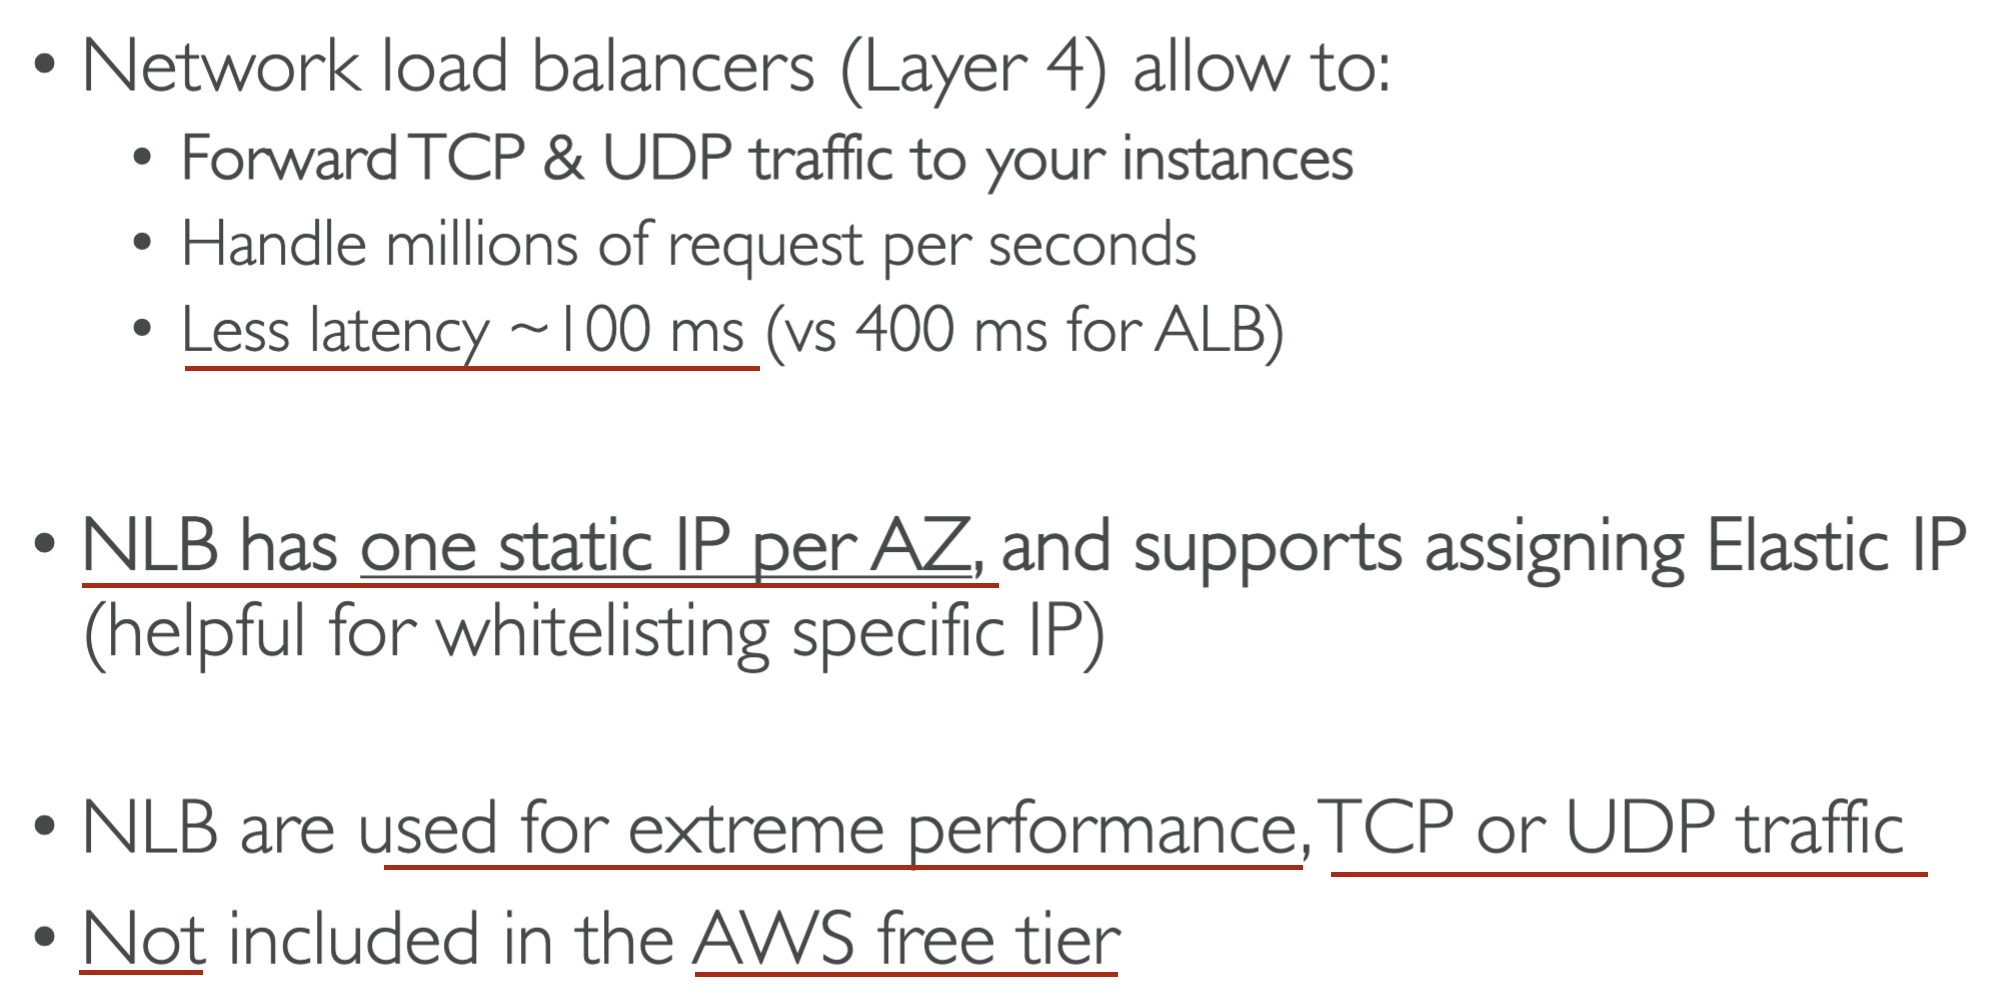 • Network load balancers (Layer 4) allow to:
• Forward TCP & UDP traffic to your instances
• Handle millions of request per seconds
• Less latency ~100 ms (vs 400 ms for ALB)
• NLB has one static IP per AZ, and supports assigning Elastic IP
(helpful for whitelisting specific IP)
• NLB are used for extreme performance, TCP or UDP traffic
• Not included in the AWS free tier